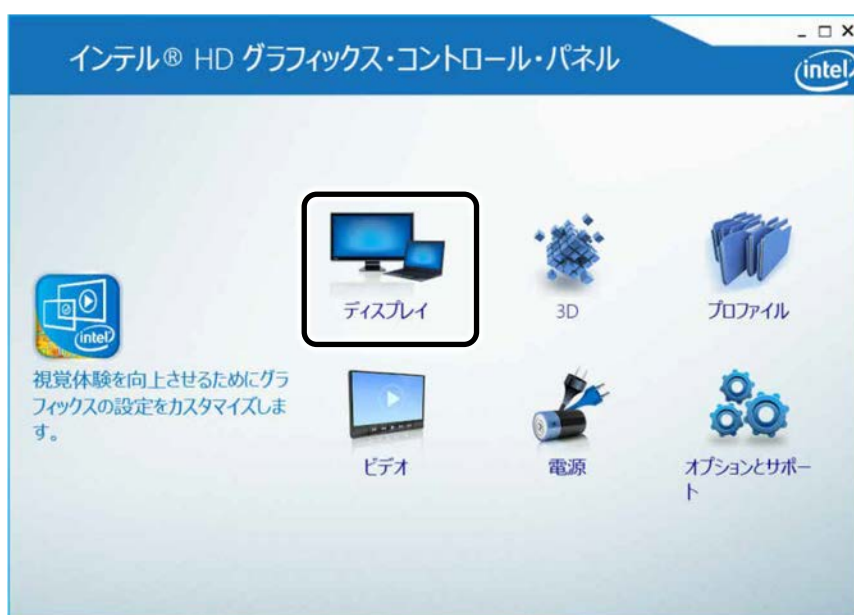 インテル® HD グラフィックス・コントロール・パネル
intel
ディスプレイ
3D
プロファイル
intel
視覚体験を向上させるためにグラ
フィックスの設定をカスタマイズしま
す。
ビデオ
電源
オプションとサポー
ト